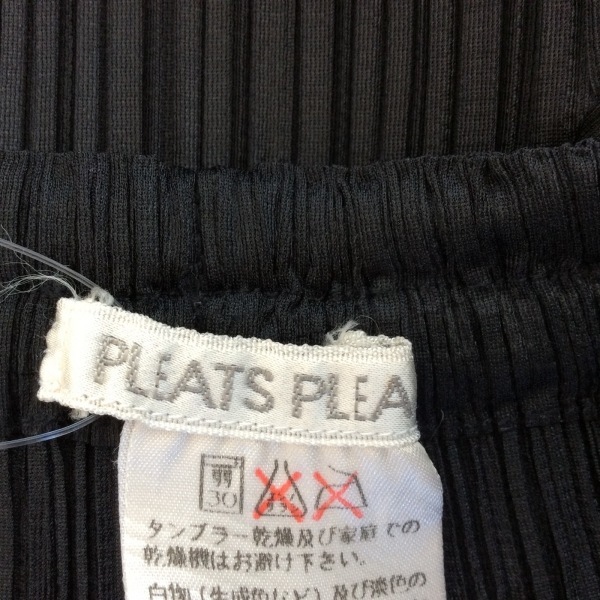 PLEATS PLEA
弱
30
タンブラー乾燥及び家庭での
乾燥機はお避け下さい。
白物(生成色など)及び淡色の